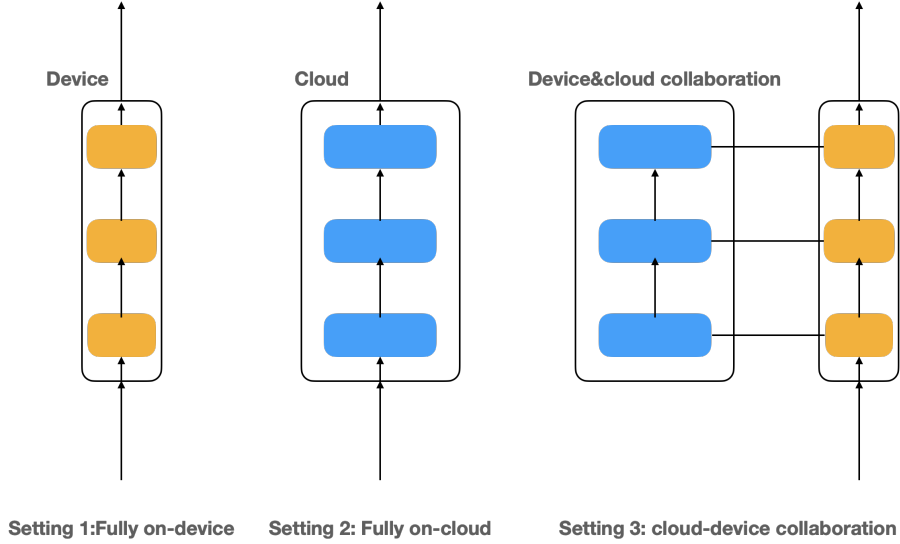 Device
Cloud
Device&cloud collaboration
Setting 1:Fully on-device
Setting 2: Fully on-cloud
Setting 3: cloud-device collaboration